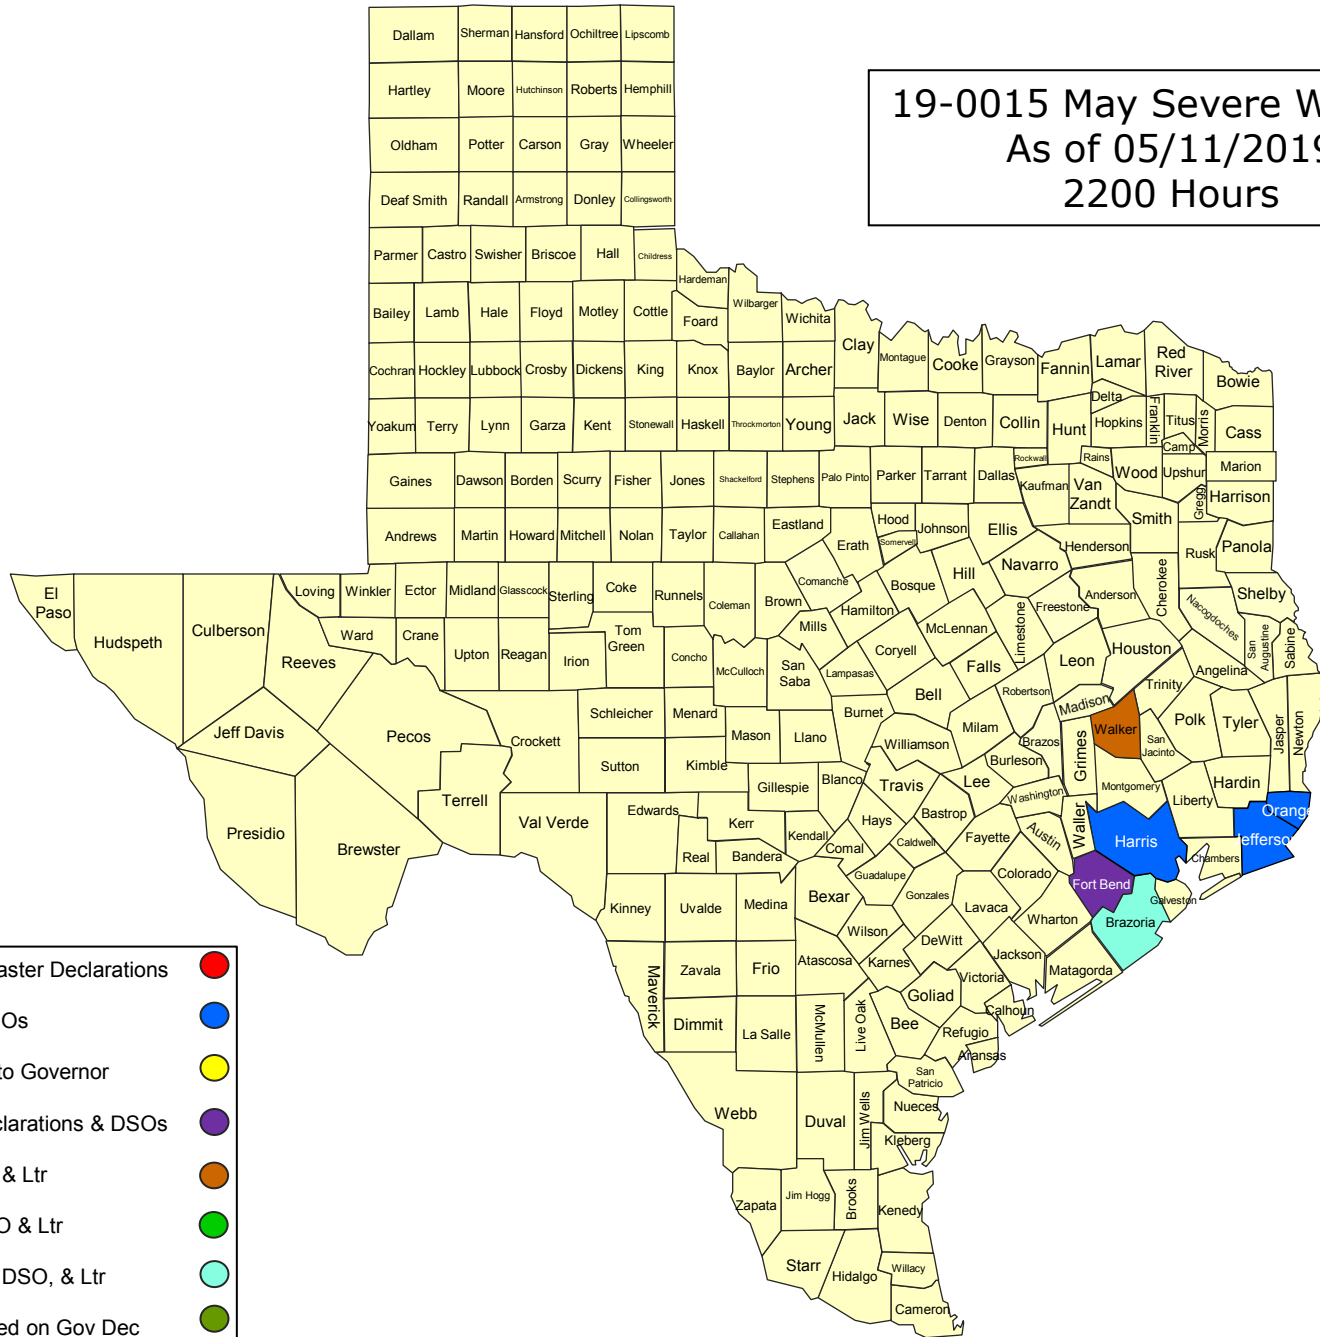 Dallam Sherman Hansford Ochiltree Lipscomb
Hartley Moore Hutchinson Roberts Hemphill
19-0015 May Severe W
As of 05/11/2019
2200 Hours
Oldham Potter Carson Gray Wheeler
Deaf Smith Randall Armstrong Donley Collingsworth
Parmer Castro Swisher Briscoe Hall Childress
Hardeman
Bailey Lamb Hale Floyd Motley Cottle Foard Wilbarger Wichita
Clay Montague Cooke Grayson Fannin Lamar Red
River Bowie
Cochran Hockley Lubbock Crosby Dickens King Knox Baylor Archer
Delta
Yoakum Terry Lynn Garza Kent Stonewall Haskell Throckmorton Young Jack Wise Denton Collin Hunt Hopkins Franklin Titus Morris Cass
Camp
Rockwall Rains
Gaines Dawson Borden Scurry Fisher Jones Shackelford Stephens Palo Pinto Parker Tarrant Dallas Kaufman Van
Zandt Wood Upshur Marion
Gregg Harrison
Andrews Martin Howard Mitchell Nolan Taylor Callahan Eastland Erath Hood Somervell Johnson Ellis Henderson Smith Rusk Panola
El
Paso Hudspeth Culberson Loving Winkler Ector Midland Glasscock Sterling Coke Runnels Coleman Brown Comanche Hamilton Bosque Hill Navarro Freestone Anderson Cherokee Nacogdoches Shelby
Reeves Ward Crane Upton Reagan Irion Tom
Green Concho McCulloch San
Saba Mills Lampasas Coryell McLennan Limestone Falls Leon Houston Angelina San
Augustine Sabine
Jeff Davis Pecos Crockett Schleicher Menard Mason Llano Burnet Bell Milam Robertson Madison Trinity Walker San
Jacinto Polk Tyler Jasper Newton
Presidio Brewster Terrell Val Verde Sutton Kimble Gillespie Blanco Williamson Travis Lee Burleson Brazos Grimes Washington Montgomery Liberty Hardin Orange
Edwards Kerr Real Bandera Kendall Comal Hays Caldwell Bastrop Fayette Austin Waller Harris Chambers Jefferso
Kinney Uvalde Medina Bexar Guadalupe Gonzales Lavaca Colorado Wharton Fort Bend Brazoria Galveston
Maverick Zavala Frio Atascosa Wilson Karnes DeWitt Jackson Matagorda
Dimmit La Salle McMullen Live Oak Bee Goliad Victoria Calhoun Refugio Aransas
Webb Duval Jim Wells San
Patricio Nueces Kleberg
Zapata Jim Hogg Brooks Kenedy
Starr Hidalgo Willacy
Cameron
aster Declarations
Os
to Governor
clarations & DSOs
& Ltr
O & Ltr
DSO, & Ltr
ed on Gov Dec